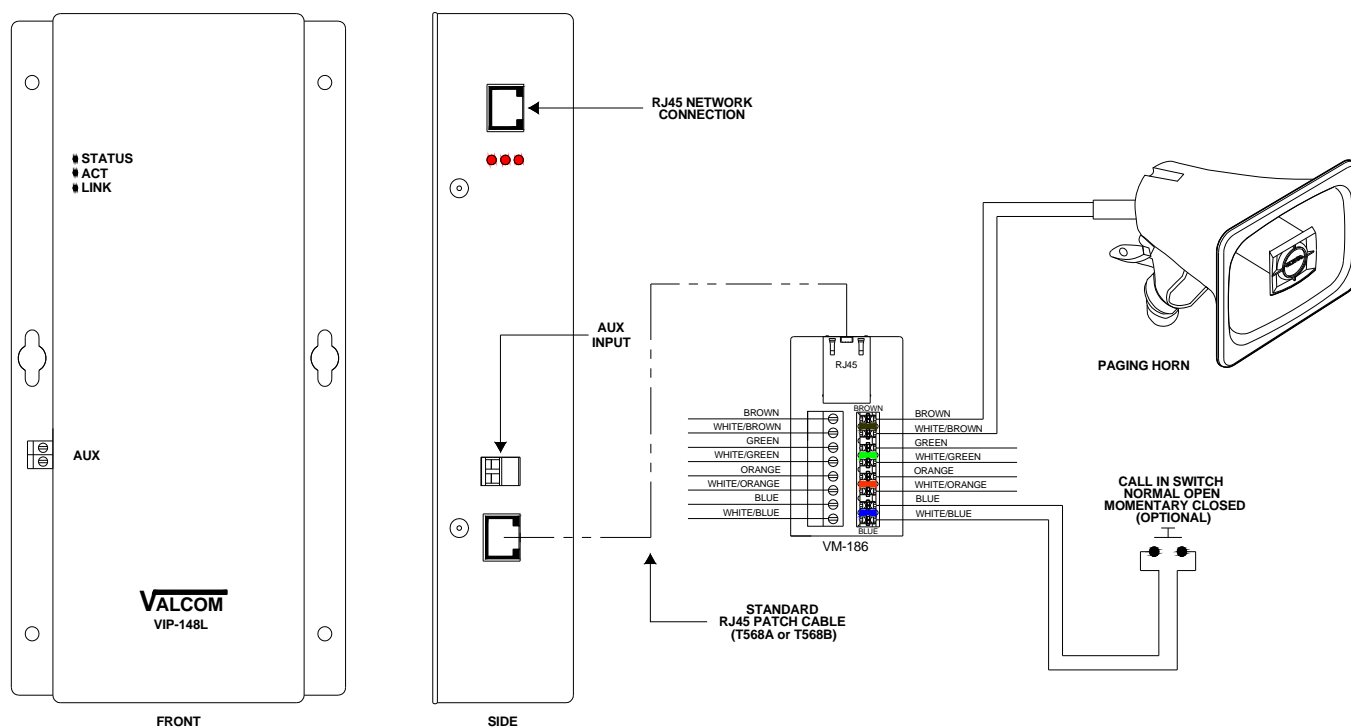 STATUS
ACT
LINK
AUX
VALCOM
VIP-148L
FRONT
RJ45 NETWORK
CONNECTION
AUX
INPUT
SIDE
STANDARD
RJ45 PATCH CABLE
(T568A or T568B)
RJ45
BROWN
BROWN
WHITE/BROWN
GREEN
WHITE/GREEN
ORANGE
WHITE/ORANGE
BLUE
WHITE/BLUE
BROWN
WHITE/BROWN
GREEN
WHITE/GREEN
ORANGE
WHITE/ORANGE
BLUE
WHITE/BLUE
BLUE
VM-186
PAGING HORN
CALL IN SWITCH
NORMAL OPEN
MOMENTARY CLOSED
(OPTIONAL)